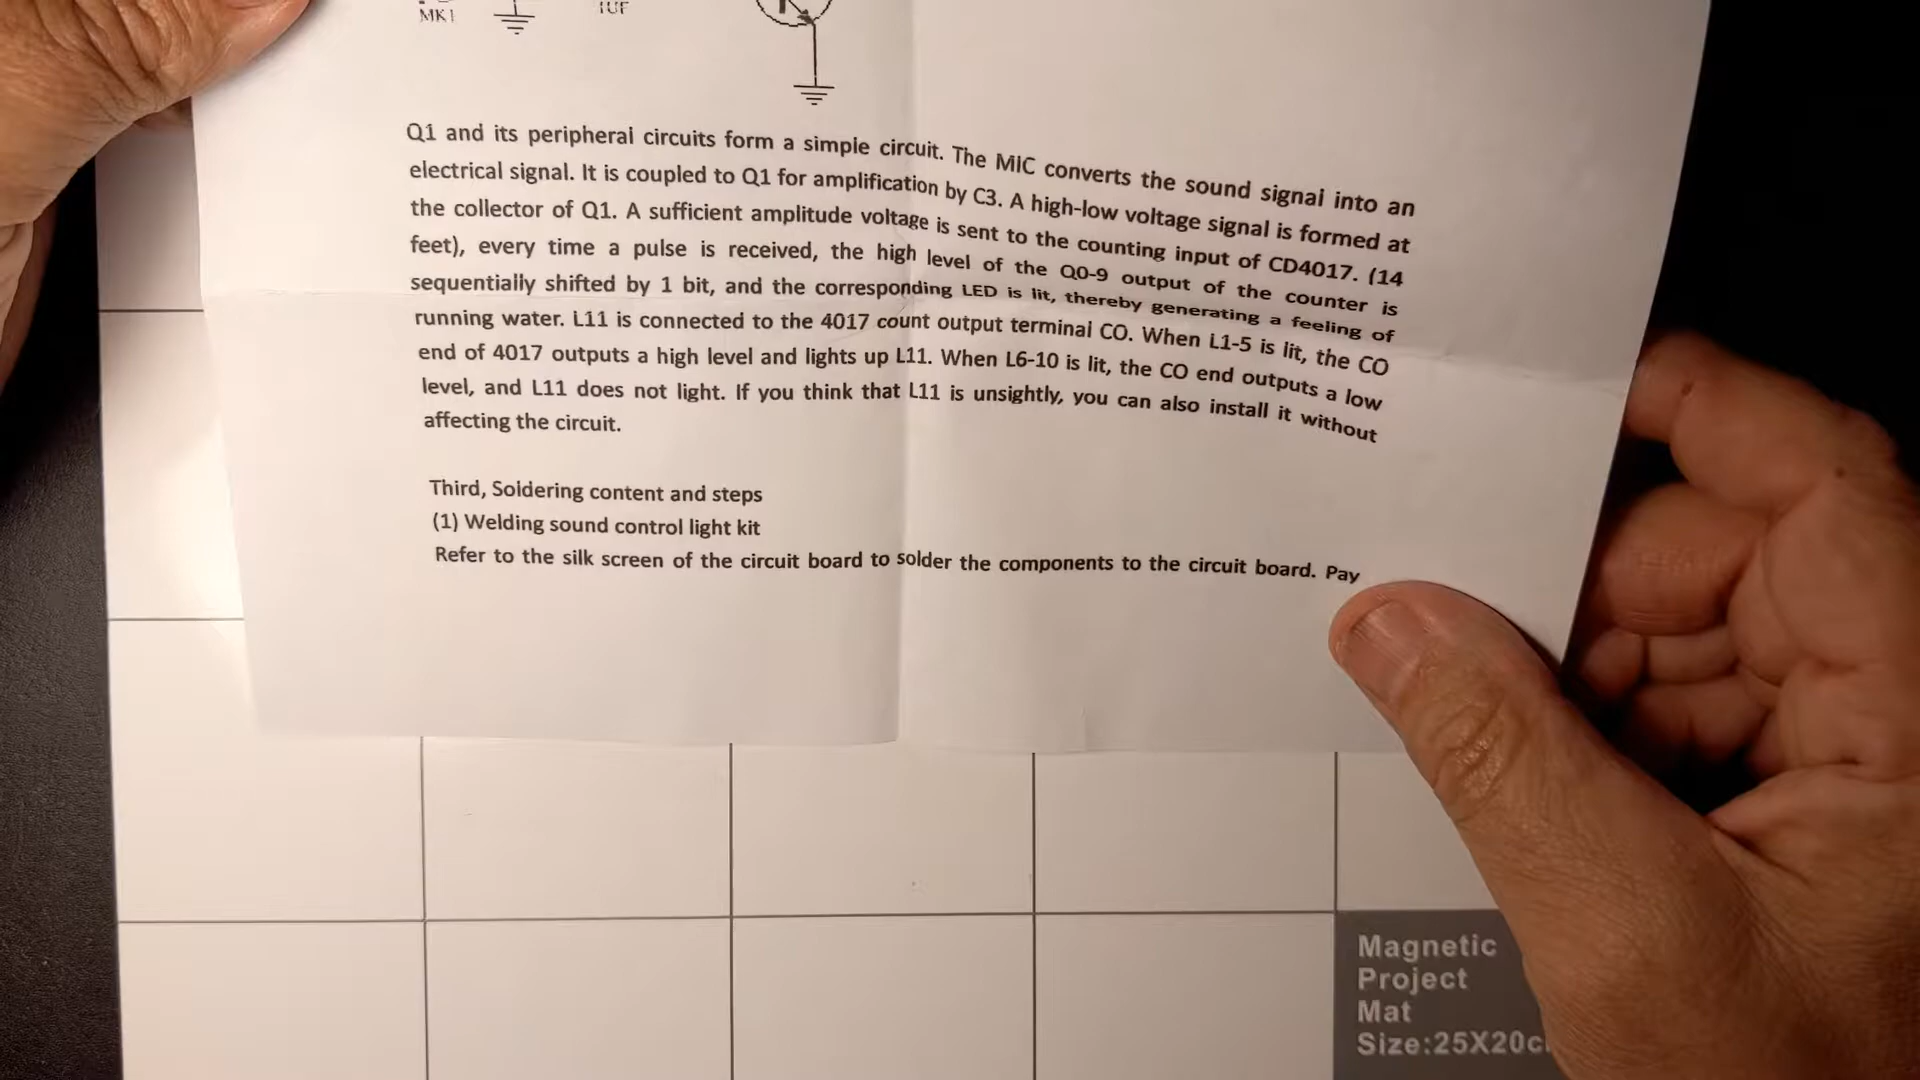 MK1
1UF
Q1 and its peripheral circuits form a simple circuit. The MIC converts the sound signal into an
electrical signal. It is coupled to Q1 for amplification by C3. A high-low voltage signal is formed at
the collector of Q1. A sufficient amplitude voltage is sent to the counting input of CD4017. (14
feet), every time a pulse is received, the high level of the Q0-9 output of the counter is
sequentially shifted by 1 bit, and the corresponding LED is lit, thereby generating a feeling of
running water. L11 is connected to the 4017 count output terminal CO. When L1-5 is lit, the CO
end of 4017 outputs a high level and lights up L11. When L6-10 is lit, the CO end outputs a low
level, and L11 does not light. If you think that L11 is unsightly, you can also install it without
affecting the circuit.
Third, Soldering content and steps
(1) Welding sound control light kit
Refer to the silk screen of the circuit board to solder the components to the circuit board. Pay
Magnetic
Project
Mat
Size:25X20c